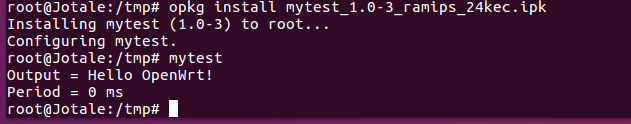 root@Jotale:/tmp# opkg install mytest_1.0-3_ramips_24kec.ipk
Installing mytest (1.0-3) to root...
Configuring mytest.
root@Jotale:/tmp# mytest
Output = Hello OpenWrt!
Period = 0 ms
root@Jotale:/tmp#